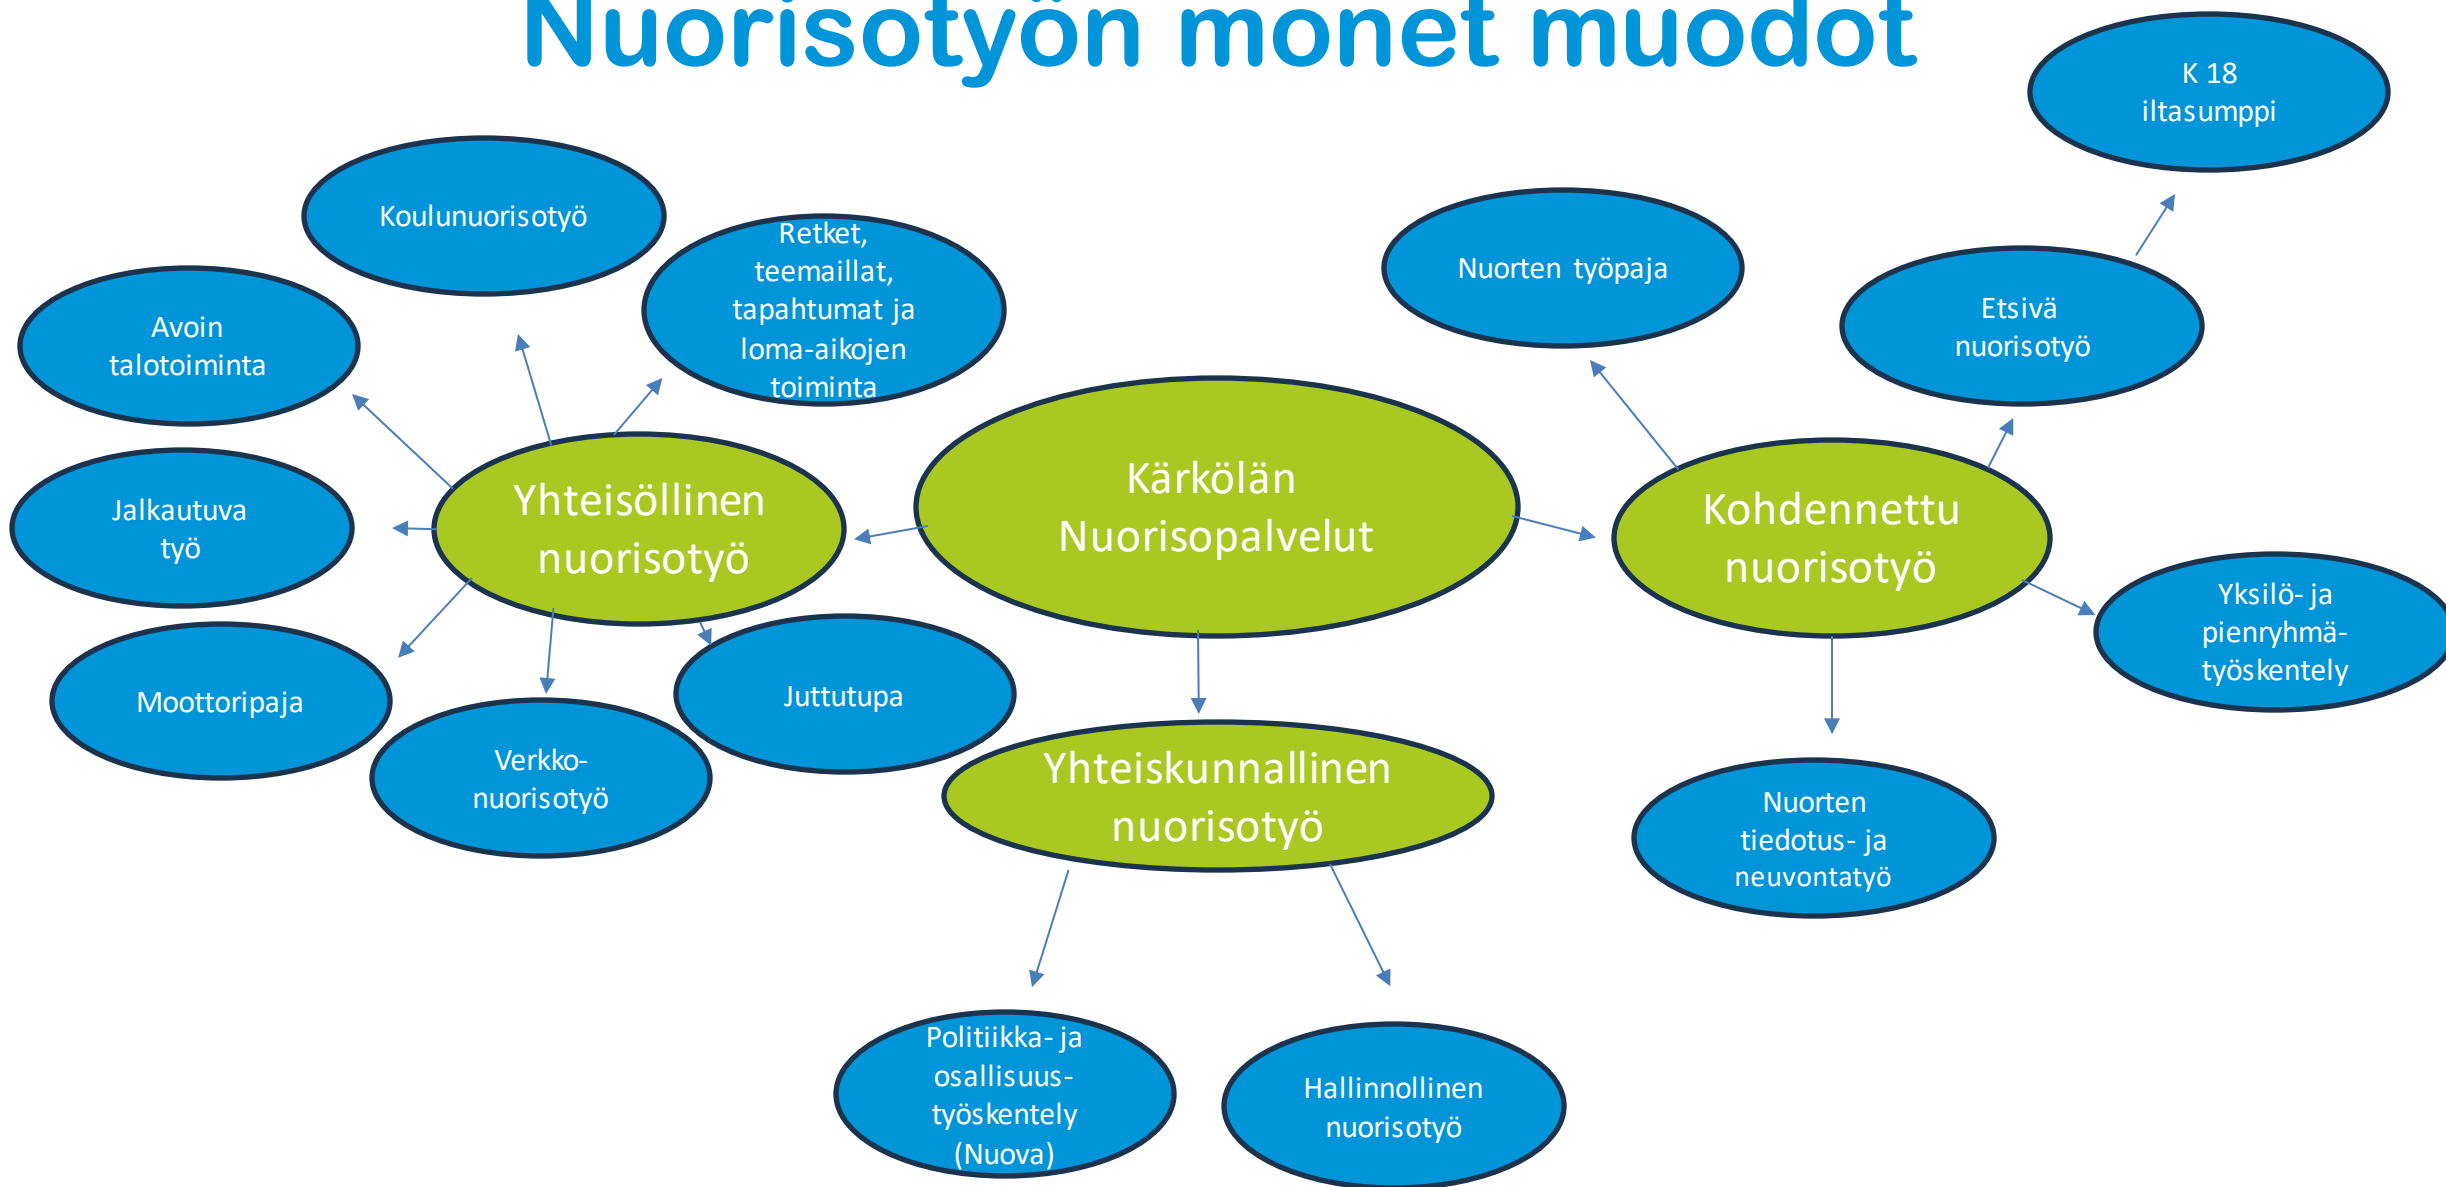 Nuorisotyön monet muodot
K 18
iltasumppi
Koulunuorisotyö
Retket,
teemaillat,
tapahtumat ja
loma-aikojen
toiminta
Nuorten työpaja
Etsivä
nuorisotyö
Avoin
talotoiminta
Kärkölän
Nuorisopalvelut
Yhteisöllinen
nuorisotyö
Kohdennettu
nuorisotyö
Jalkautuva
työ
Yksilö- ja
pienryhmä-
työskentely
Moottoripaja
Juttutupa
Verkko-
nuorisotyö
Yhteiskunnallinen
nuorisotyö
Nuorten
tiedotus- ja
neuvontatyö
Politiikka- ja
osallisuus-
työskentely
(Nuova)
Hallinnollinen
nuorisotyö